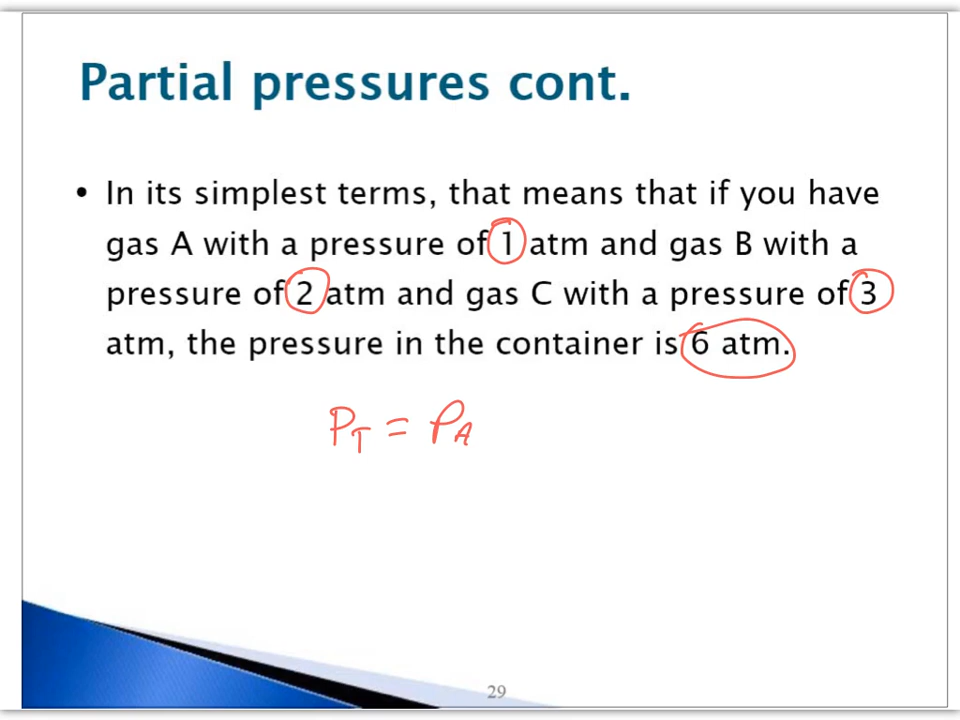 Partial pressures cont.
• In its simplest terms, that means that if you have
gas A with a pressure of 1 atm and gas B with a
pressure of 2 atm and gas C with a pressure of 3
atm, the pressure in the container is 6 atm.
P_T = P_A
29